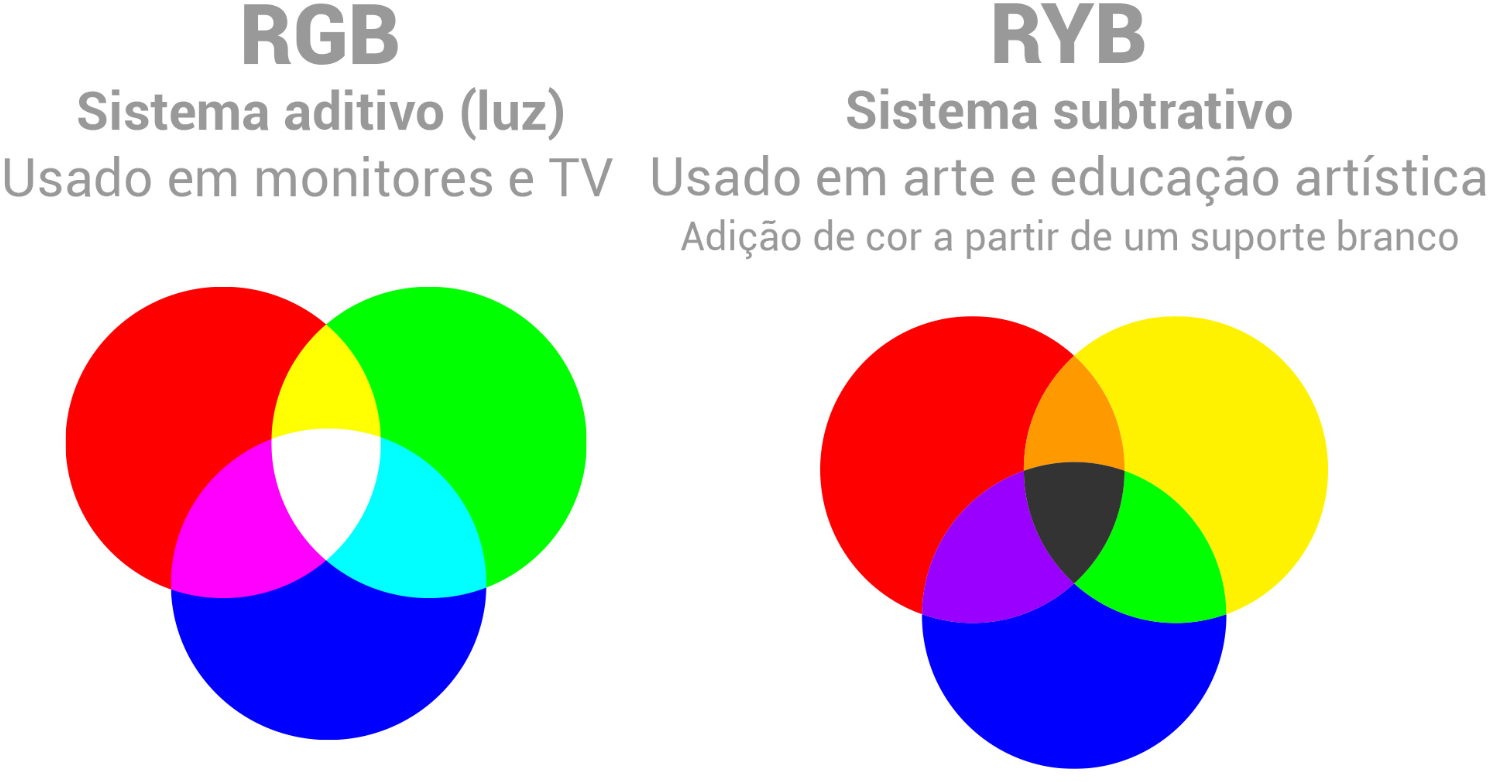 RGB
Sistema aditivo (luz)
Usado em monitores e TV
RYB
Sistema subtrativo
Usado em arte e educação artística
Adição de cor a partir de um suporte branco